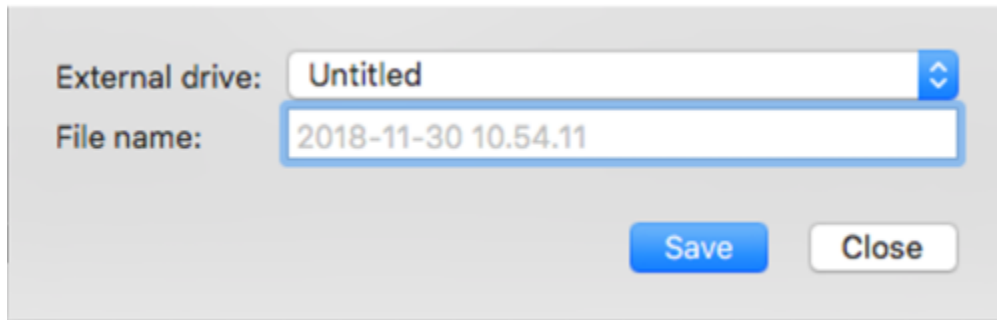 External drive: Untitled
File name: 2018-11-30 10.54.11
Save Close